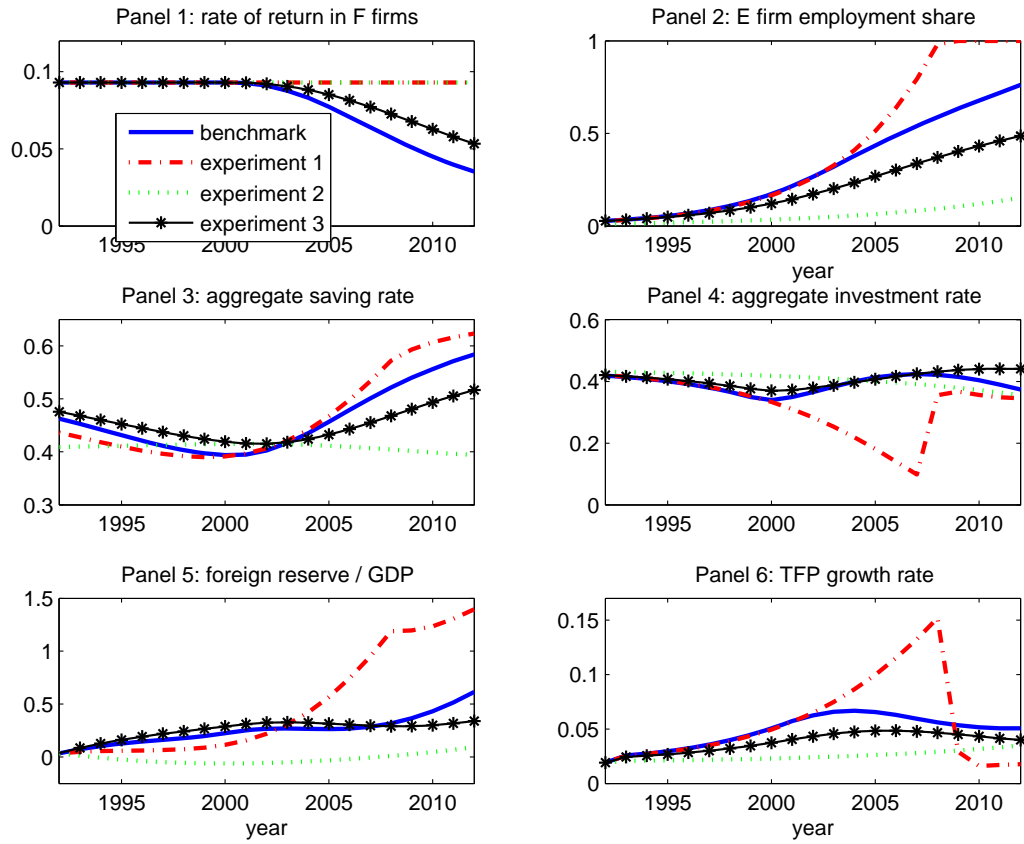 Panel 1: rate of return in F firms
0.1
0.05
0
benchmark
experiment 1
experiment 2
experiment 3
1995 2000 2005 2010
Panel 2: E firm employment share
1
0.5
0
1995 2000 2005 2010
year
Panel 3: aggregate saving rate
0.6
0.5
0.4
0.3
1995 2000 2005 2010
Panel 4: aggregate investment rate
0.6
0.4
0.2
0
1995 2000 2005 2010
Panel 5: foreign reserve / GDP
1.5
1
0.5
0
1995 2000 2005 2010
year
Panel 6: TFP growth rate
0.15
0.1
0.05
0
1995 2000 2005 2010
year